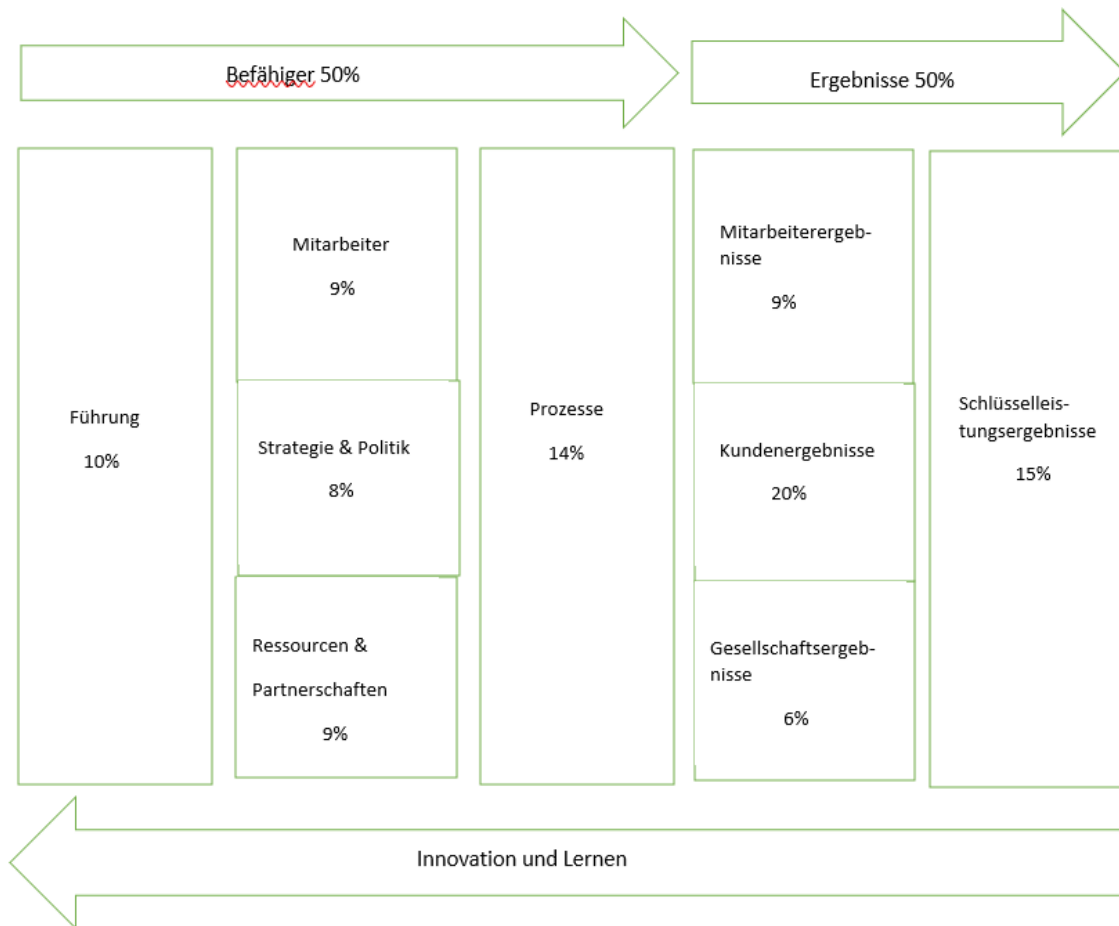 Befähiger 50%
Ergebnisse 50%
Führung
10%
Mitarbeiter
9%
Strategie & Politik
8%
Ressourcen &
Partnerschaften
9%
Prozesse
14%
Mitarbeiterergeb-
nisse
9%
Kundenergebnisse
20%
Gesellschaftsergeb-
nisse
6%
Schlüsselleis-
tungsergebnisse
15%
Innovation und Lernen